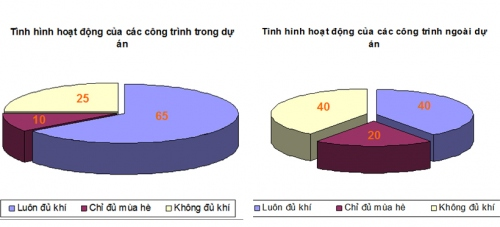 Tình hình hoạt động của các công trình trong dự
án
25
10
65
Luôn đủ khí Chỉ đủ mùa hè Không đủ khí
Tình hình hoạt động của các công trình ngoài dự
án
40
40
20
Luôn đủ khí Chỉ đủ mùa hè Không đủ khí